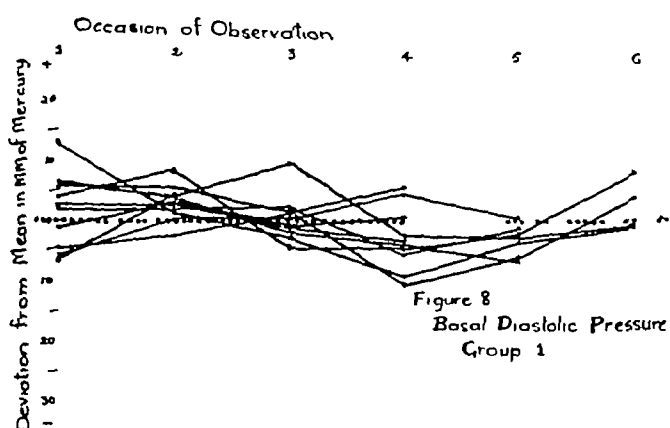 Occasion of Observation
1 2 3 4 5 6
Deviation from Mean in MM of Mercury
+
20
10
10
20
30
Figure 8
Basal Diastolic Pressure
Group 1